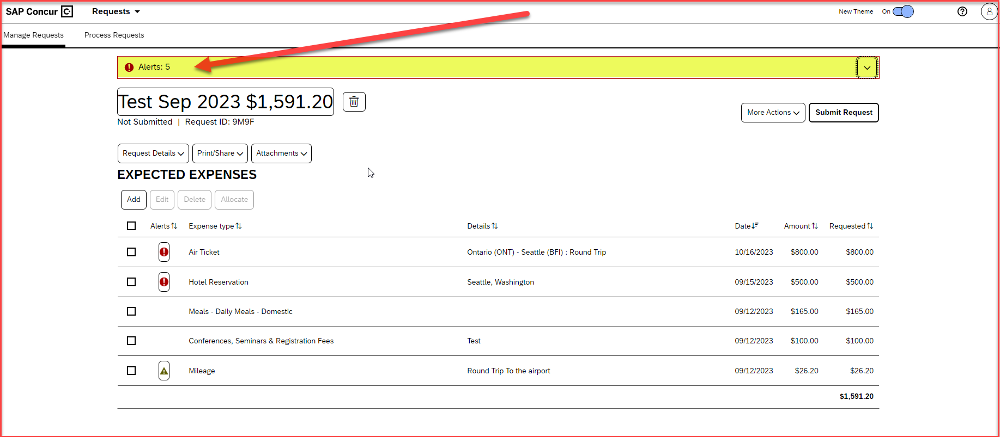 SAP Concur C Requests New Theme On
Manage Requests Process Requests
Alerts: 5
Test Sep 2023 $1,591.20
Not Submitted | Request ID: 9M9F
More Actions Submit Request
Request Details Print/Share Attachments
EXPECTED EXPENSES
Add Edit Delete Allocate
Alerts Expense type Details Date Amount Requested
Air Ticket Ontario (ONT) - Seattle (BFI) : Round Trip 10/16/2023 $800.00 $800.00
Hotel Reservation Seattle, Washington 09/15/2023 $500.00 $500.00
Meals - Daily Meals - Domestic 09/12/2023 $165.00 $165.00
Conferences, Seminars & Registration Fees Test 09/12/2023 $100.00 $100.00
Mileage Round Trip To the airport 09/12/2023 $26.20 $26.20
$1,591.20